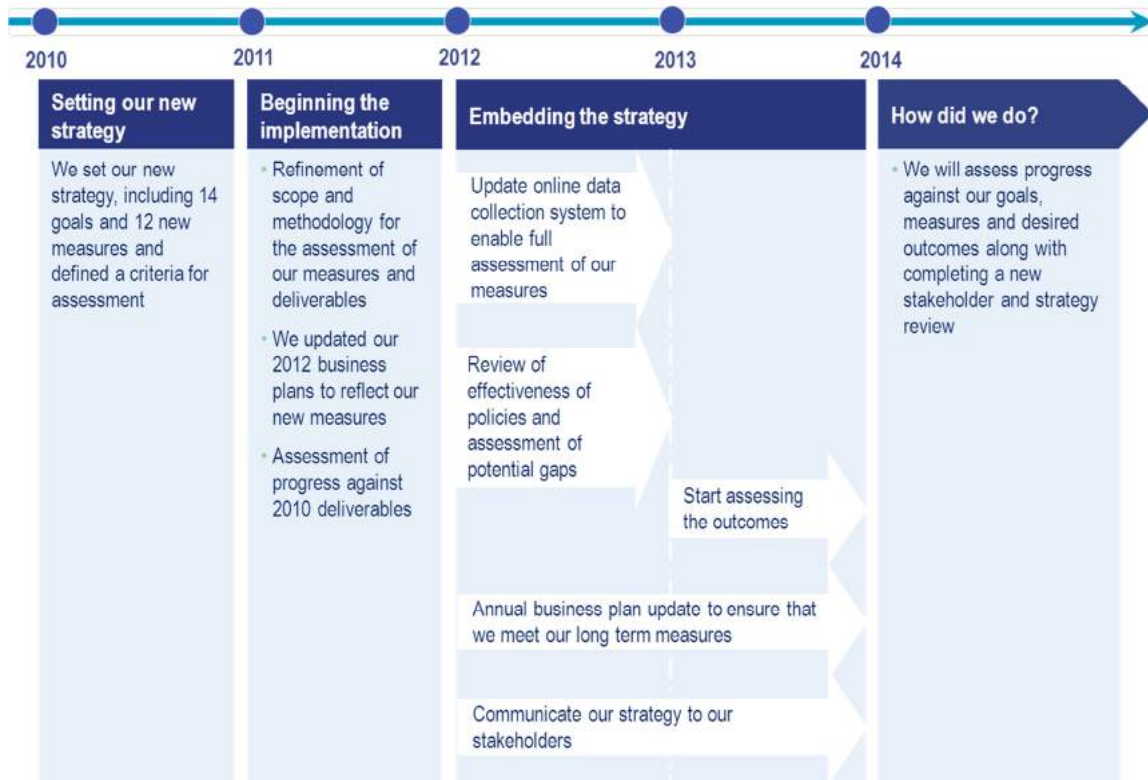 2010
2011
2012
2013
2014
Setting our new
strategy
We set our new
strategy, including 14
goals and 12 new
measures and
defined a criteria for
assessment
Beginning the
implementation
• Refinement of
scope and
methodology for
the assessment of
our measures and
deliverables
• We updated our
2012 business
plans to reflect our
new measures
• Assessment of
progress against
2010 deliverables
Embedding the strategy
Update online data
collection system to
enable full
assessment of our
measures
Review of
effectiveness of
policies and
assessment of
potential gaps
Start assessing
the outcomes
Annual business plan update to ensure that
we meet our long term measures
Communicate our strategy to our
stakeholders
How did we do?
• We will assess progress
against our goals,
measures and desired
outcomes along with
completing a new
stakeholder and strategy
review